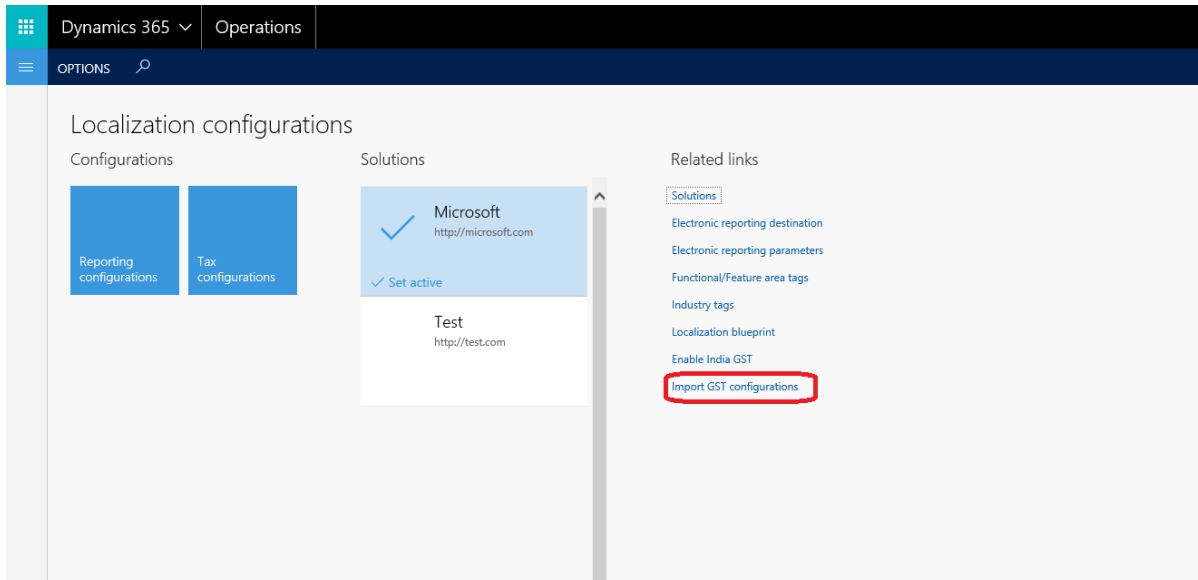 Dynamics 365 Operations
OPTIONS
Localization configurations
Configurations
Reporting
configurations
Tax
configurations
Solutions
Microsoft
http://microsoft.com
Set active
Test
http://test.com
Related links
Solutions
Electronic reporting destination
Electronic reporting parameters
Functional/Feature area tags
Industry tags
Localization blueprint
Enable India GST
Import GST configurations